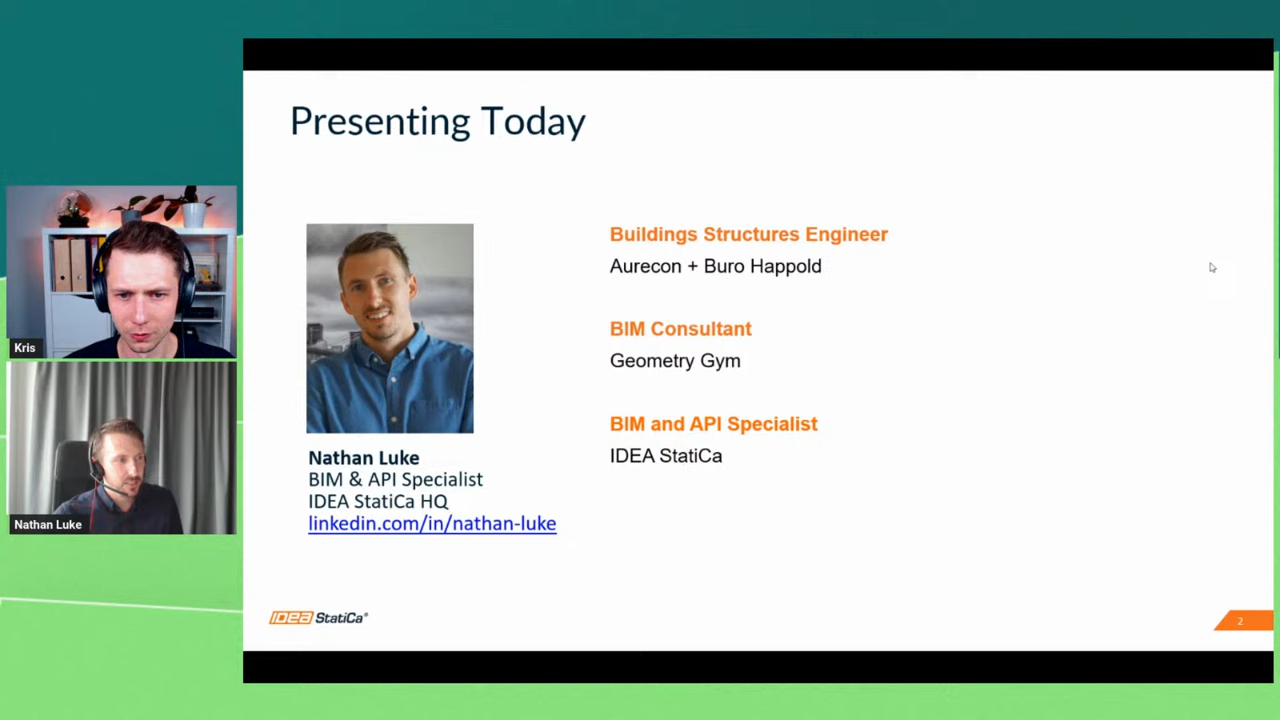 Presenting Today
Kris
Nathan Luke
Nathan Luke
BIM & API Specialist
IDEA StatiCa HQ
linkedin.com/in/nathan-luke
Buildings Structures Engineer
Aurecon + Buro Happold
BIM Consultant
Geometry Gym
BIM and API Specialist
IDEA StatiCa
IDEA StatiCa®
2